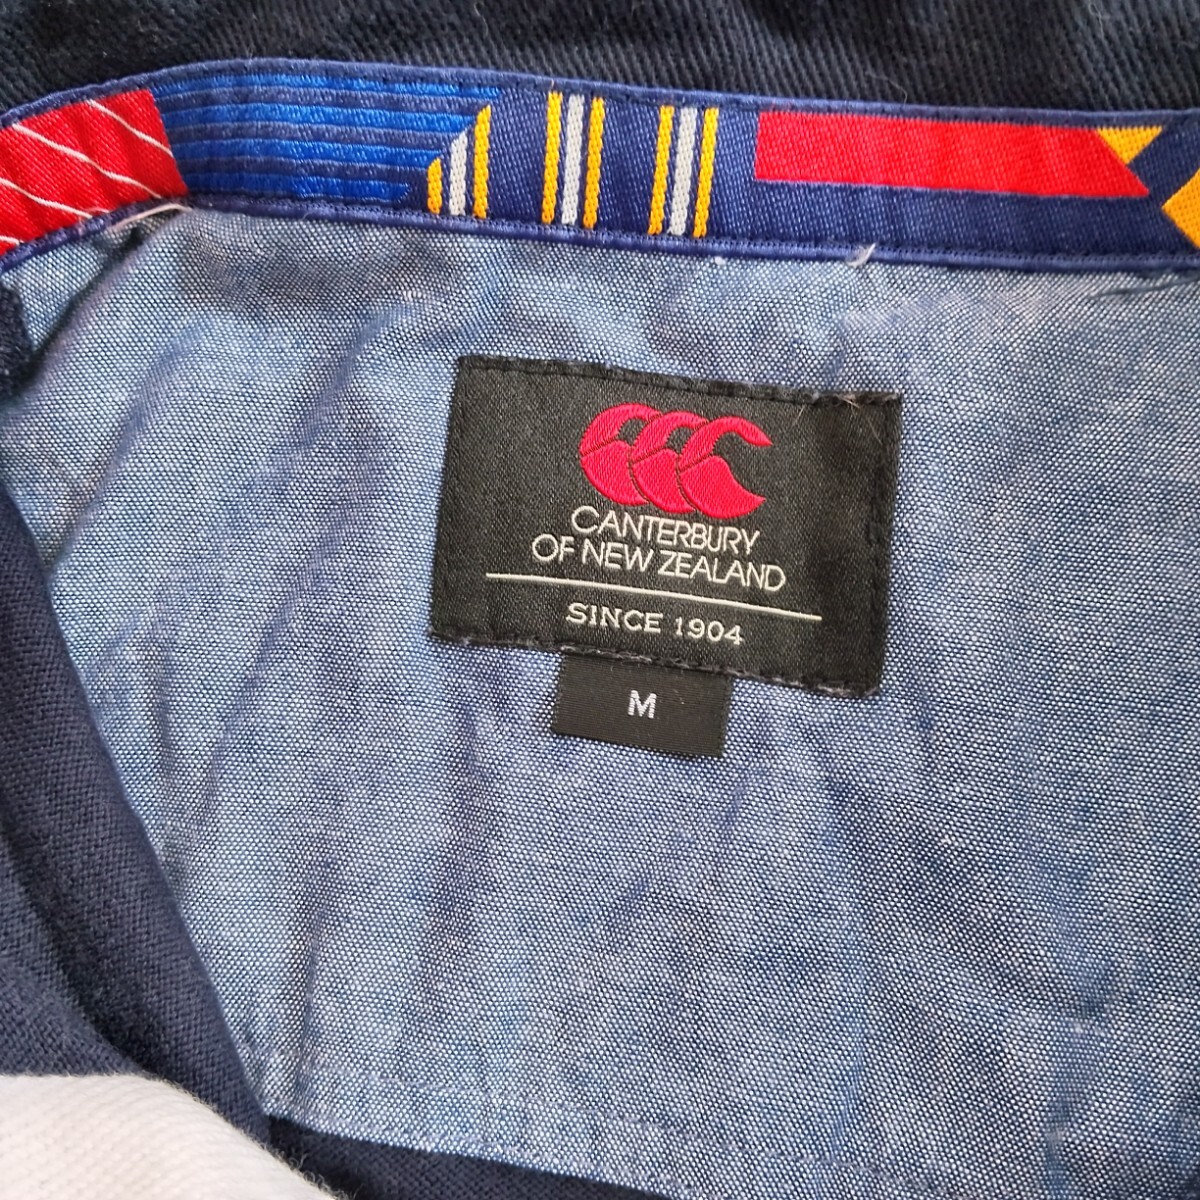 CANTERBURY
OF NEW ZEALAND
SINCE 1904
M